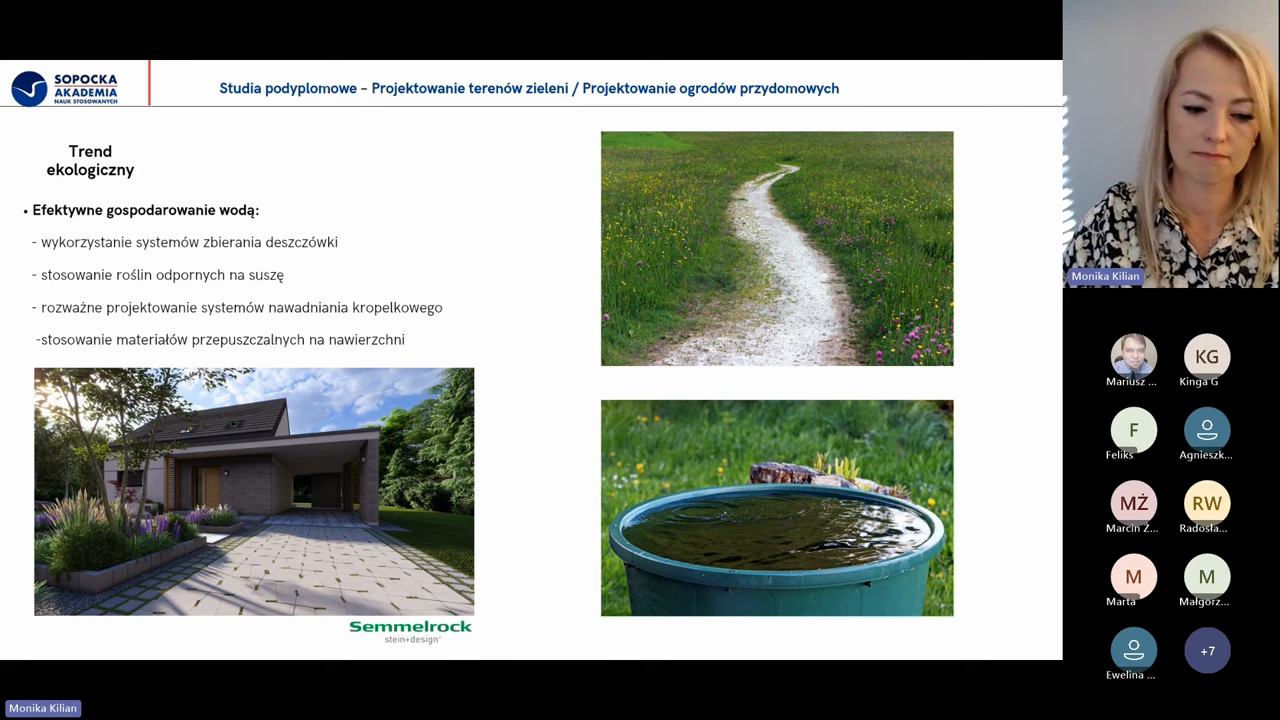 SOPOCKA
AKADEMIA
NAUK STOSOWANYCH
Studia podyplomowe – Projektowanie terenów zieleni / Projektowanie ogrodów przydomowych
Trend
ekologiczny
• Efektywne gospodarowanie wodą:
- wykorzystanie systemów zbierania deszczówki
- stosowanie roślin odpornych na suszę
- rozważne projektowanie systemów nawadniania kropelkowego
-stosowanie materiałów przepuszczalnych na nawierzchni
Semmelrock
stein+design®
Monika Kilian
Mariusz ...
KG
Kinga G
F
Feliks
Agnieszk...
MŻ
Marcin Ż...
RW
Radosła...
M
Marta
M
Małgorz...
Ewelina ...
+7
Monika Kilian